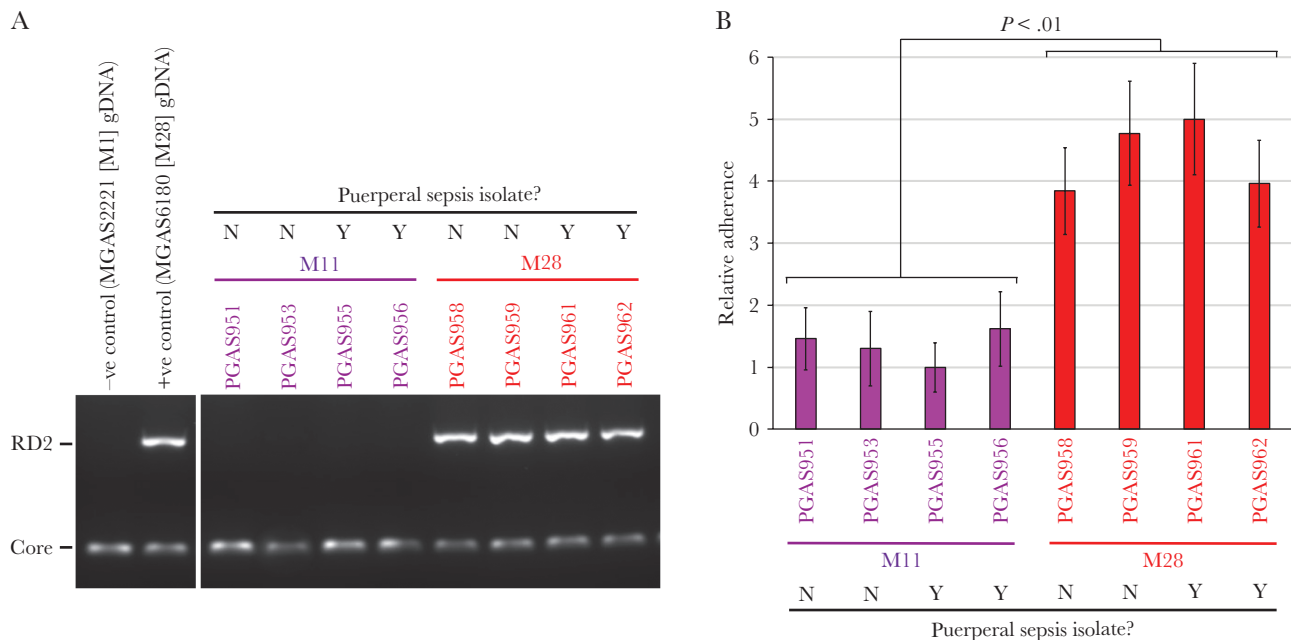 A
–ve control (MGAS2221 [M1] gDNA)
+ve control (MGAS6180 [M28] gDNA)
Puerperal sepsis isolate?
N N Y Y N N Y Y
M11 M28
PGAS951
PGAS953
PGAS955
PGAS956
PGAS958
PGAS959
PGAS961
PGAS962
RD2
Core
B
P < .01
Relative adherence
6
5
4
3
2
1
0
PGAS951
PGAS953
PGAS955
PGAS956
PGAS958
PGAS959
PGAS961
PGAS962
M11 M28
N N Y Y N N Y Y
Puerperal sepsis isolate?